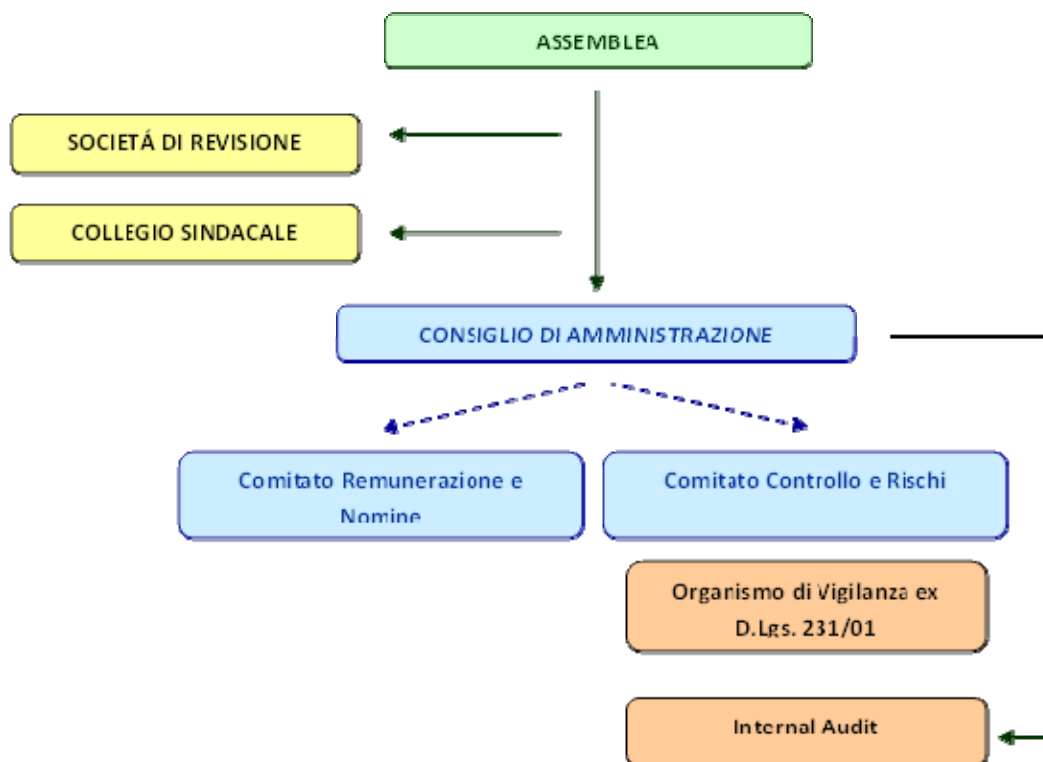 ASSEMBLEA
SOCIETÁ DI REVISIONE
COLLEGIO SINDACALE
CONSIGLIO DI AMMINISTRAZIONE
Comitato Remunerazione e
Nomine
Comitato Controllo e Rischi
Organismo di Vigilanza ex
D.Lgs. 231/01
Internal Audit